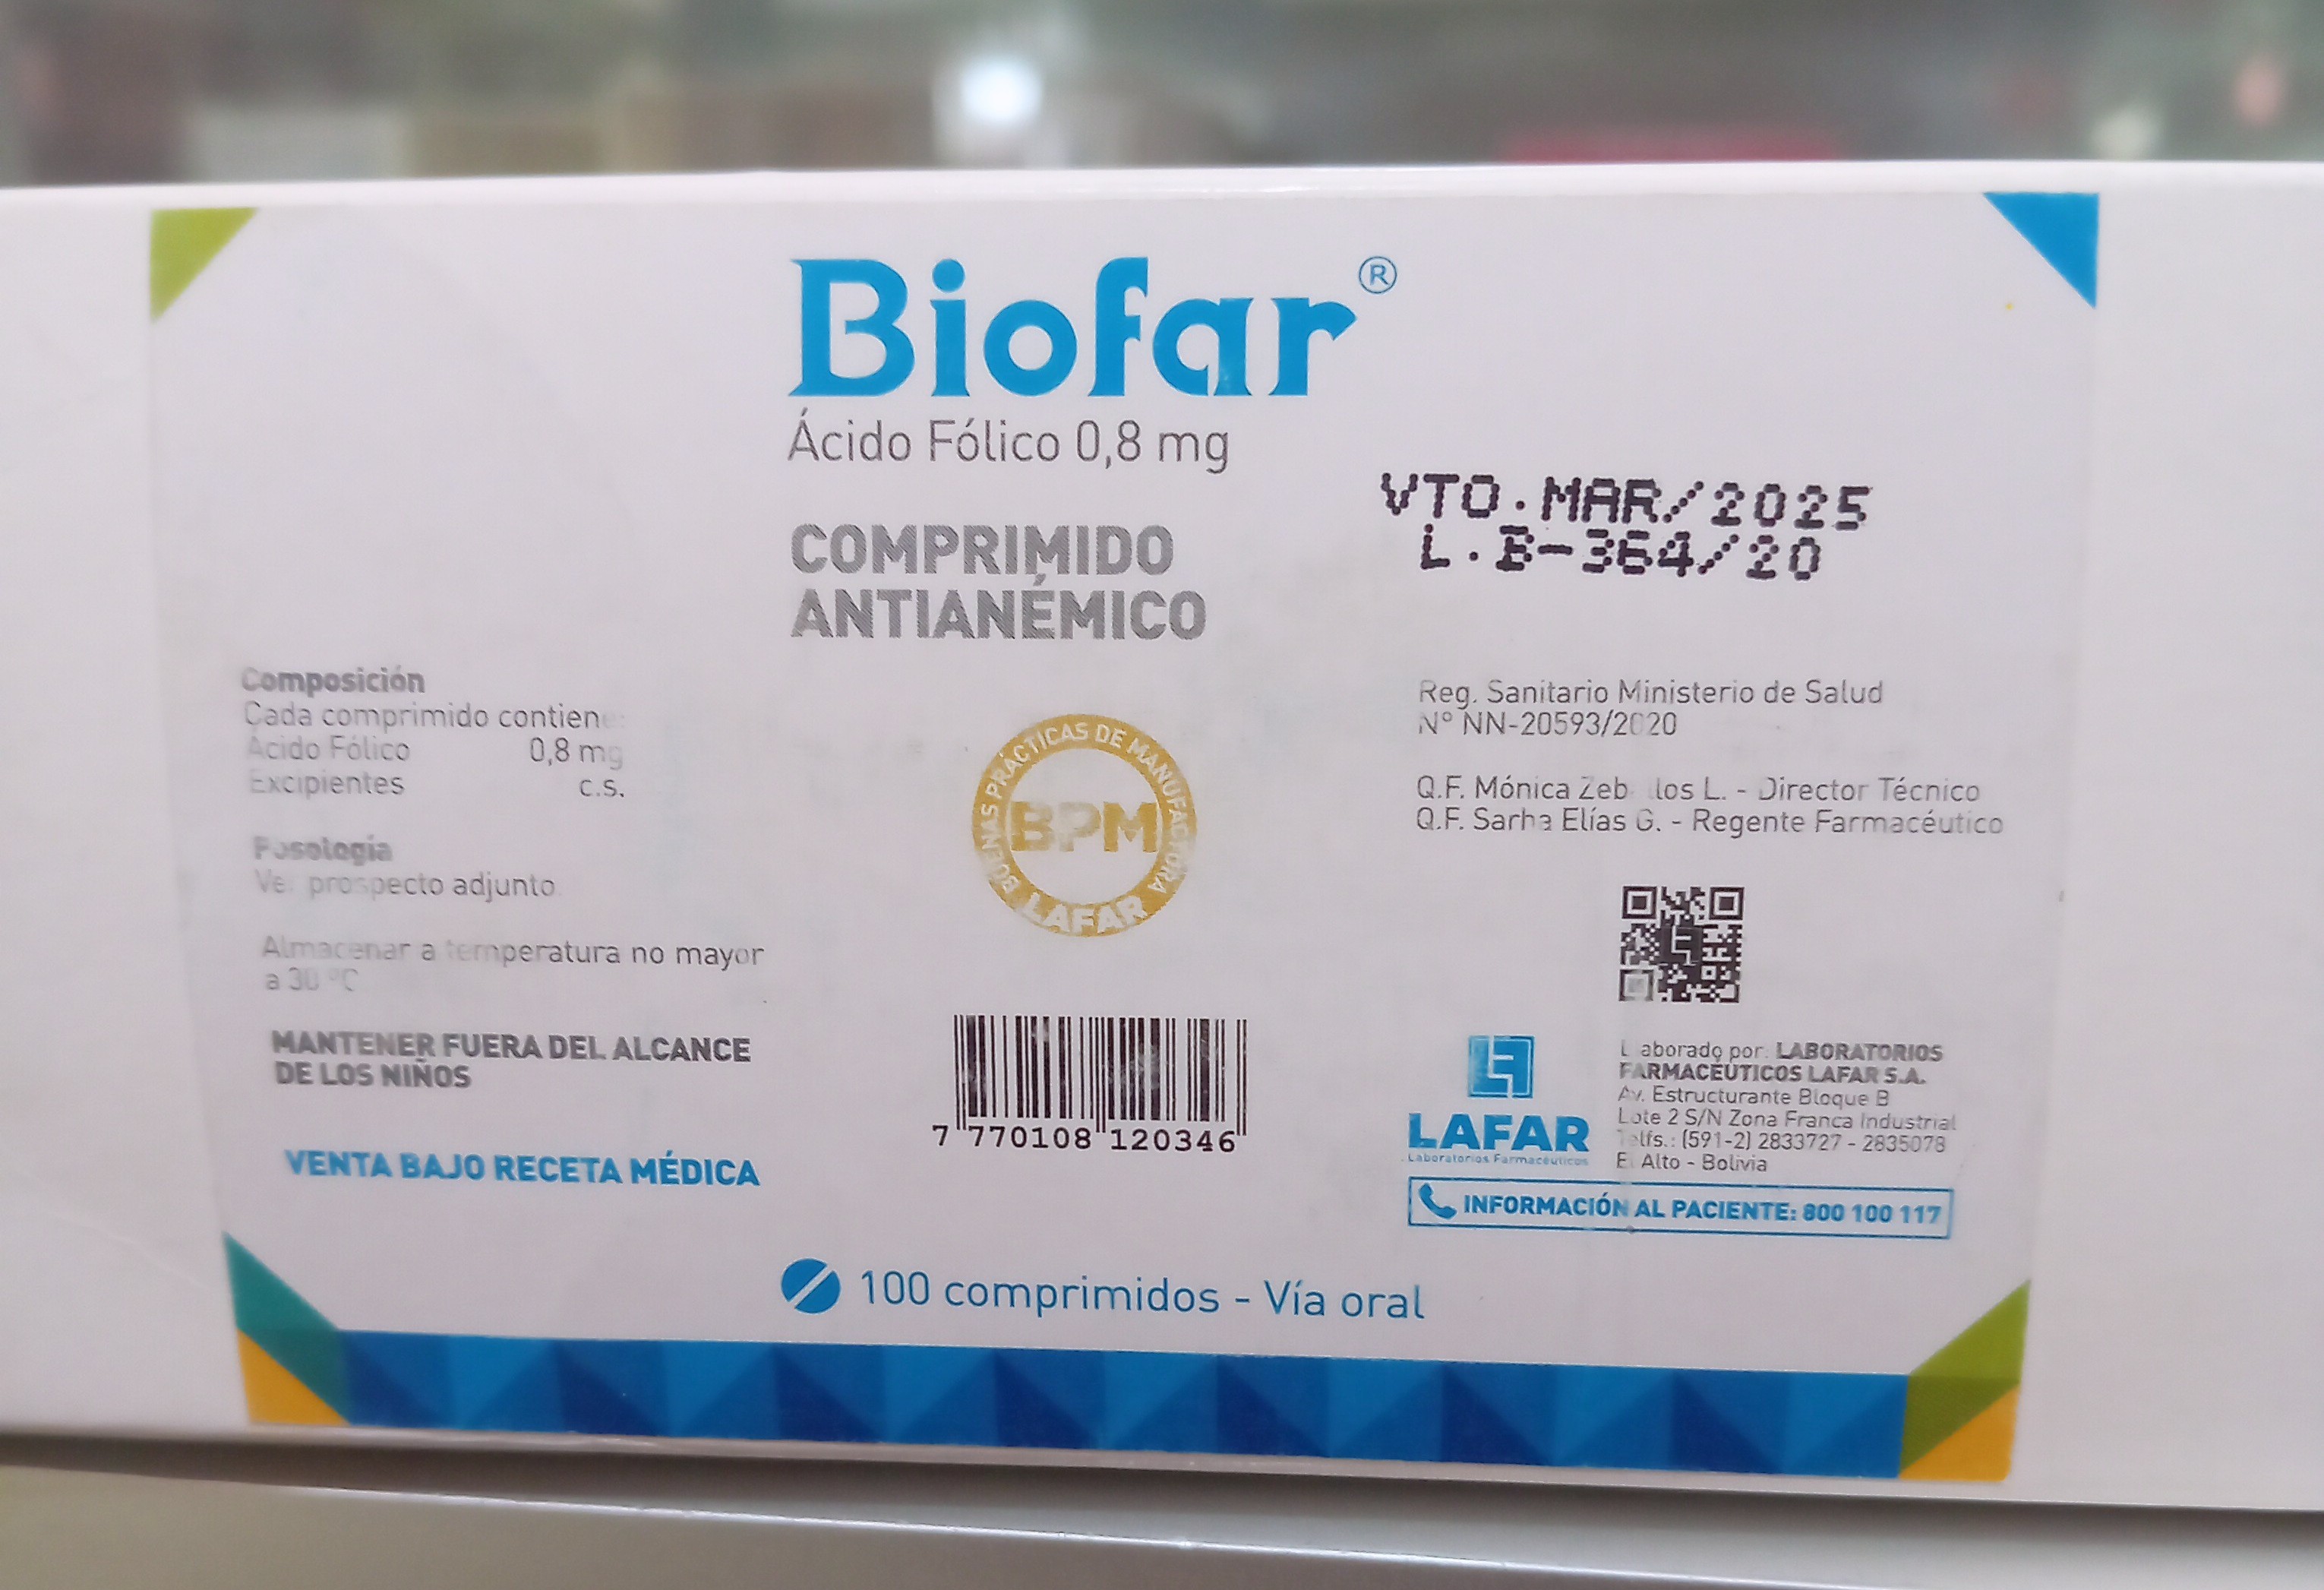 Biofar®
Ácido Fólico 0,8 mg
COMPRIMIDO
ANTIANÉMICO
VTO.MAR/2025
L.B-364/20
Composición
Cada comprimido contiene:
Ácido Fólico 0,8 mg
Excipientes c.s.
Posología
Ver prospecto adjunto
Almacenar a temperatura no mayor
a 30 °C
MANTENER FUERA DEL ALCANCE
DE LOS NIÑOS
VENTA BAJO RECETA MÉDICA
BUENAS PRÁCTICAS DE MANUFACTURA
BPM
LAFAR
7 770108 120346
Reg. Sanitario Ministerio de Salud
N° NN-20593/2020
Q.F. Mónica L. - Director Técnico
Q.F. Sarha Elías G. - Regente Farmacéutico
LAFAR
Laboratorios Farmacéuticos
Elaborado por: LABORATORIOS
FARMACÉUTICOS LAFAR S.A.
Av. Estructurante Bloque B
Lote 2 S/N Zona Franca Industrial
Telfs.: (591-2) 2833727 - 2835078
El Alto - Bolivia
INFORMACIÓN AL PACIENTE: 800 100 117
100 comprimidos - Vía oral